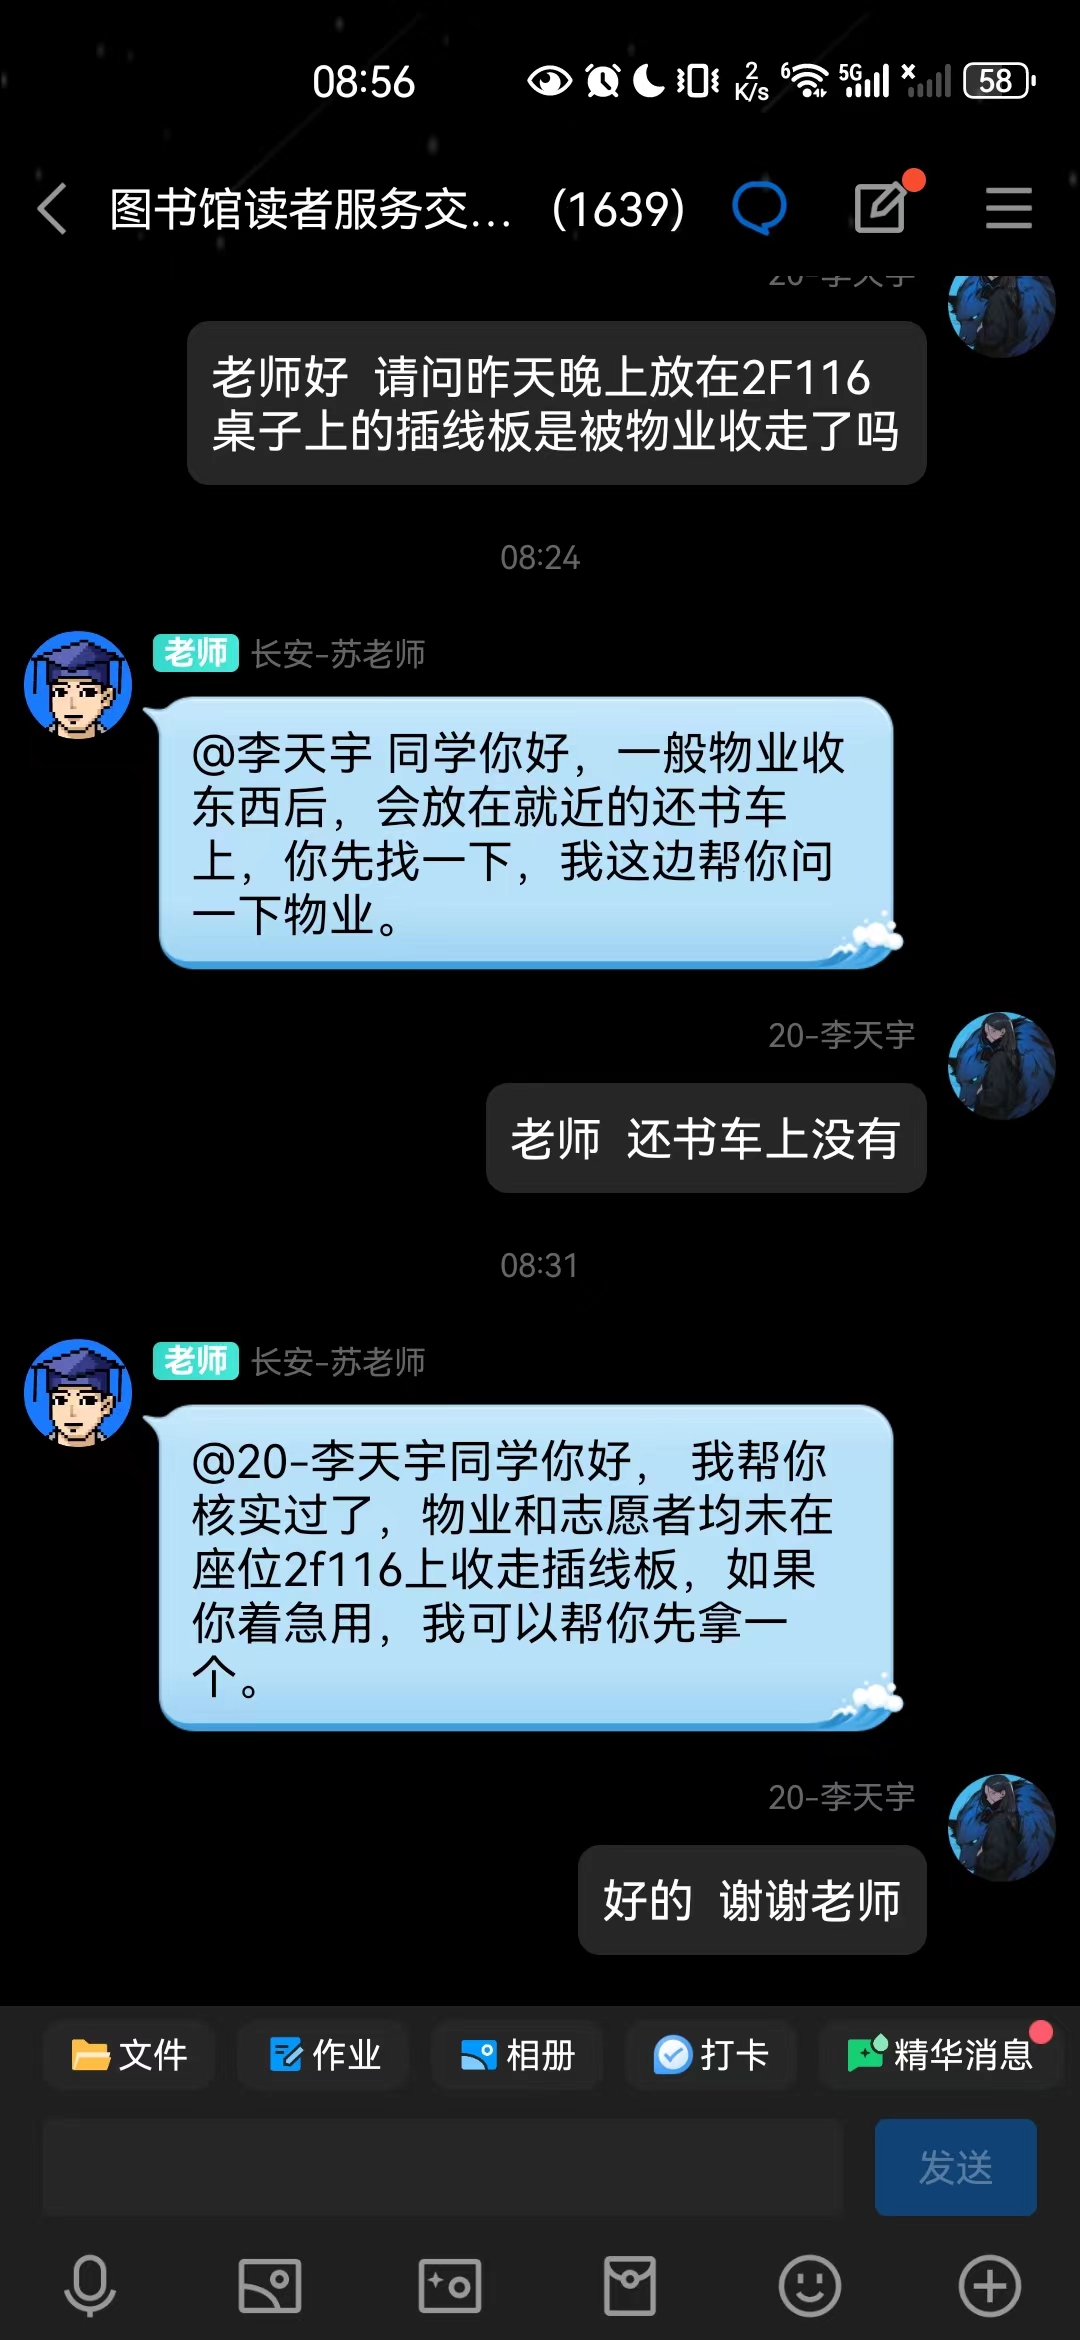 08:56
2
K/s
6
5G
58
图书馆读者服务交... (1639)
20-李天宇
老师好 请问昨天晚上放在2F116
桌子上的插线板是被物业收走了吗
08:24
老师 长安-苏老师
@李天宇 同学你好，一般物业收
东西后，会放在就近的还书车
上，你先找一下，我这边帮你问
一下物业。
20-李天宇
老师 还书车上没有
08:31
老师 长安-苏老师
@20-李天宇同学你好， 我帮你
核实过了，物业和志愿者均未在
座位2f116上收走插线板，如果
你着急用，我可以帮你先拿一
个。
20-李天宇
好的 谢谢老师
文件 作业 相册 打卡 精华消息
发送